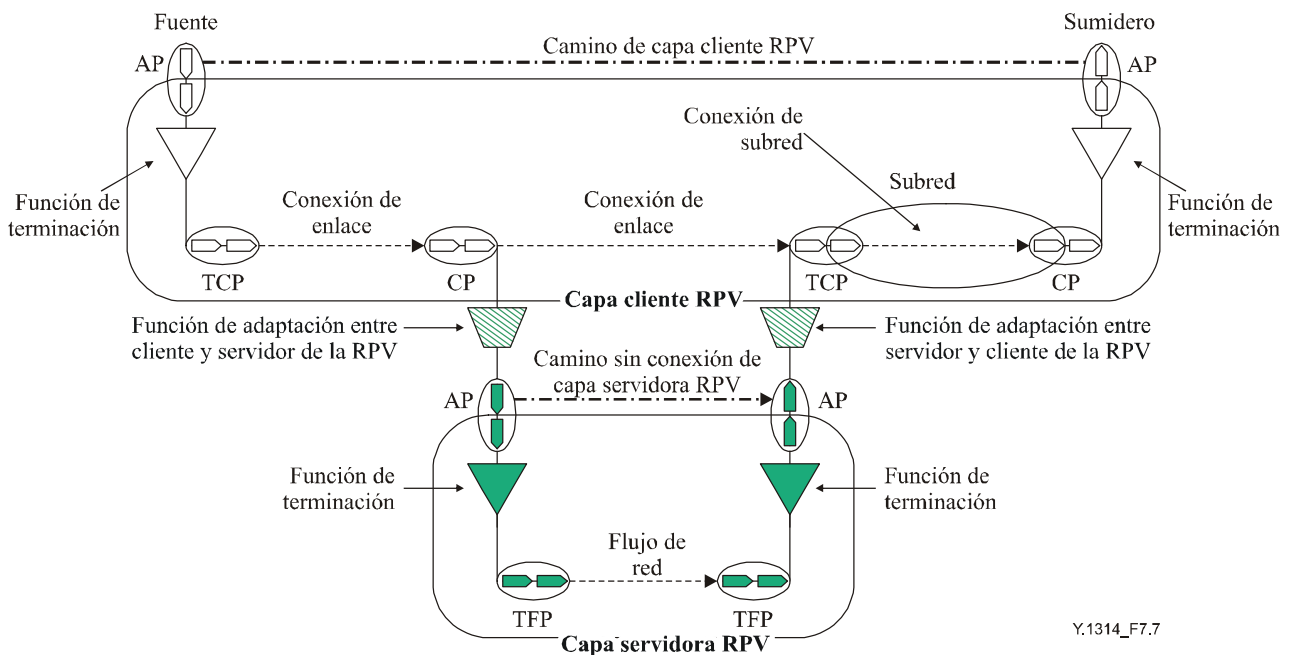 Fuente
Sumidero
Camino de capa cliente RPV
AP
AP
Conexión de
subred
Función de
terminación
Conexión de
enlace
Conexión de
enlace
Subred
Función de
terminación
TCP
CP
TCP
CP
Capa cliente RPV
Función de adaptación entre
cliente y servidor de la RPV
Función de adaptación entre
servidor y cliente de la RPV
Camino sin conexión de
capa servidora RPV
AP
AP
Función de
terminación
Función de
terminación
Flujo de
red
TFP
TFP
Capa servidora RPV
Y.1314_F7.7